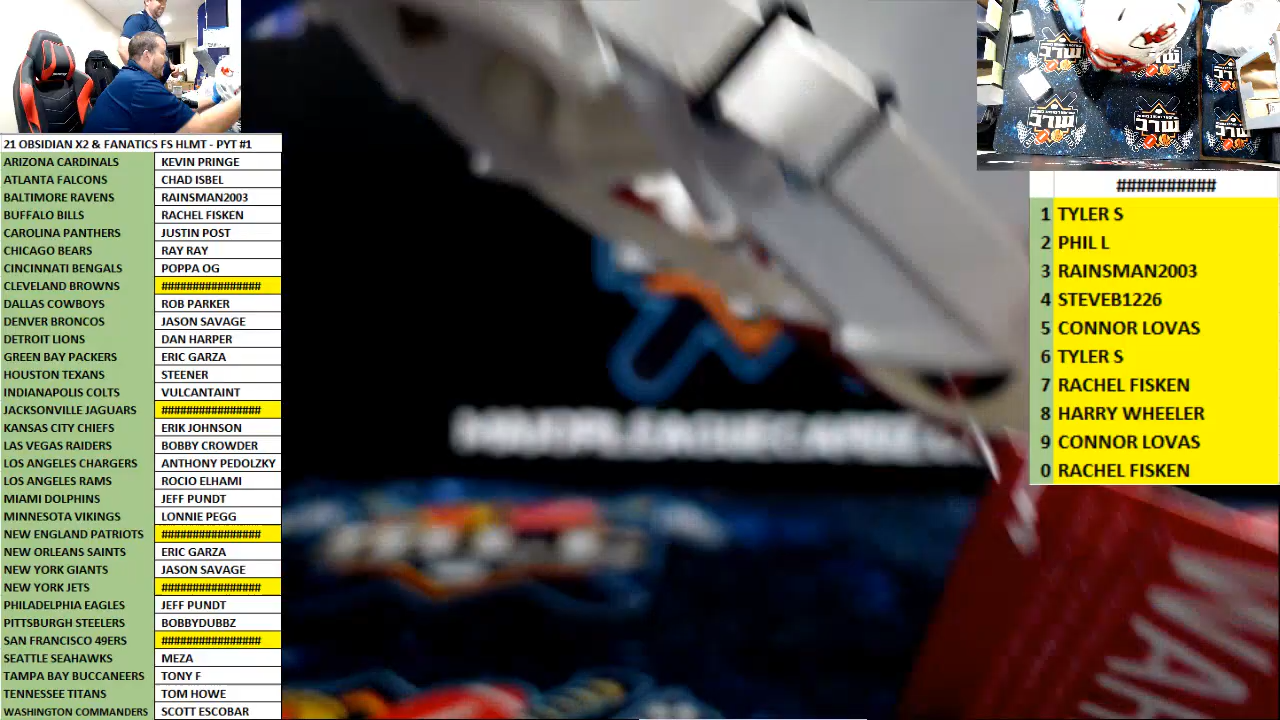 21 OBSIDIAN X2 & FANATICS FS HLMT - PYT #1
ARIZONA CARDINALS KEVIN PRINGE
ATLANTA FALCONS CHAD ISBEL
BALTIMORE RAVENS RAINSMAN2003
BUFFALO BILLS RACHEL FISKEN
CAROLINA PANTHERS JUSTIN POST
CHICAGO BEARS RAY RAY
CINCINNATI BENGALS POPPA OG
CLEVELAND BROWNS ################
DALLAS COWBOYS ROB PARKER
DENVER BRONCOS JASON SAVAGE
DETROIT LIONS DAN HARPER
GREEN BAY PACKERS ERIC GARZA
HOUSTON TEXANS STEENER
INDIANAPOLIS COLTS VULCANTAINT
JACKSONVILLE JAGUARS ################
KANSAS CITY CHIEFS ERIK JOHNSON
LAS VEGAS RAIDERS BOBBY CROWDER
LOS ANGELES CHARGERS ANTHONY PEDOLZKY
LOS ANGELES RAMS ROCIO ELHAMI
MIAMI DOLPHINS JEFF PUNDT
MINNESOTA VIKINGS LONNIE PEGG
NEW ENGLAND PATRIOTS ################
NEW ORLEANS SAINTS ERIC GARZA
NEW YORK GIANTS JASON SAVAGE
NEW YORK JETS ################
PHILADELPHIA EAGLES JEFF PUNDT
PITTSBURGH STEELERS BOBBYDUBBZ
SAN FRANCISCO 49ERS ################
SEATTLE SEAHAWKS MEZA
TAMPA BAY BUCCANEERS TONY F
TENNESSEE TITANS TOM HOWE
WASHINGTON COMMANDERS SCOTT ESCOBAR
##########
1 TYLER S
2 PHIL L
3 RAINSMAN2003
4 STEVEB1226
5 CONNOR LOVAS
6 TYLER S
7 RACHEL FISKEN
8 HARRY WHEELER
9 CONNOR LOVAS
0 RACHEL FISKEN